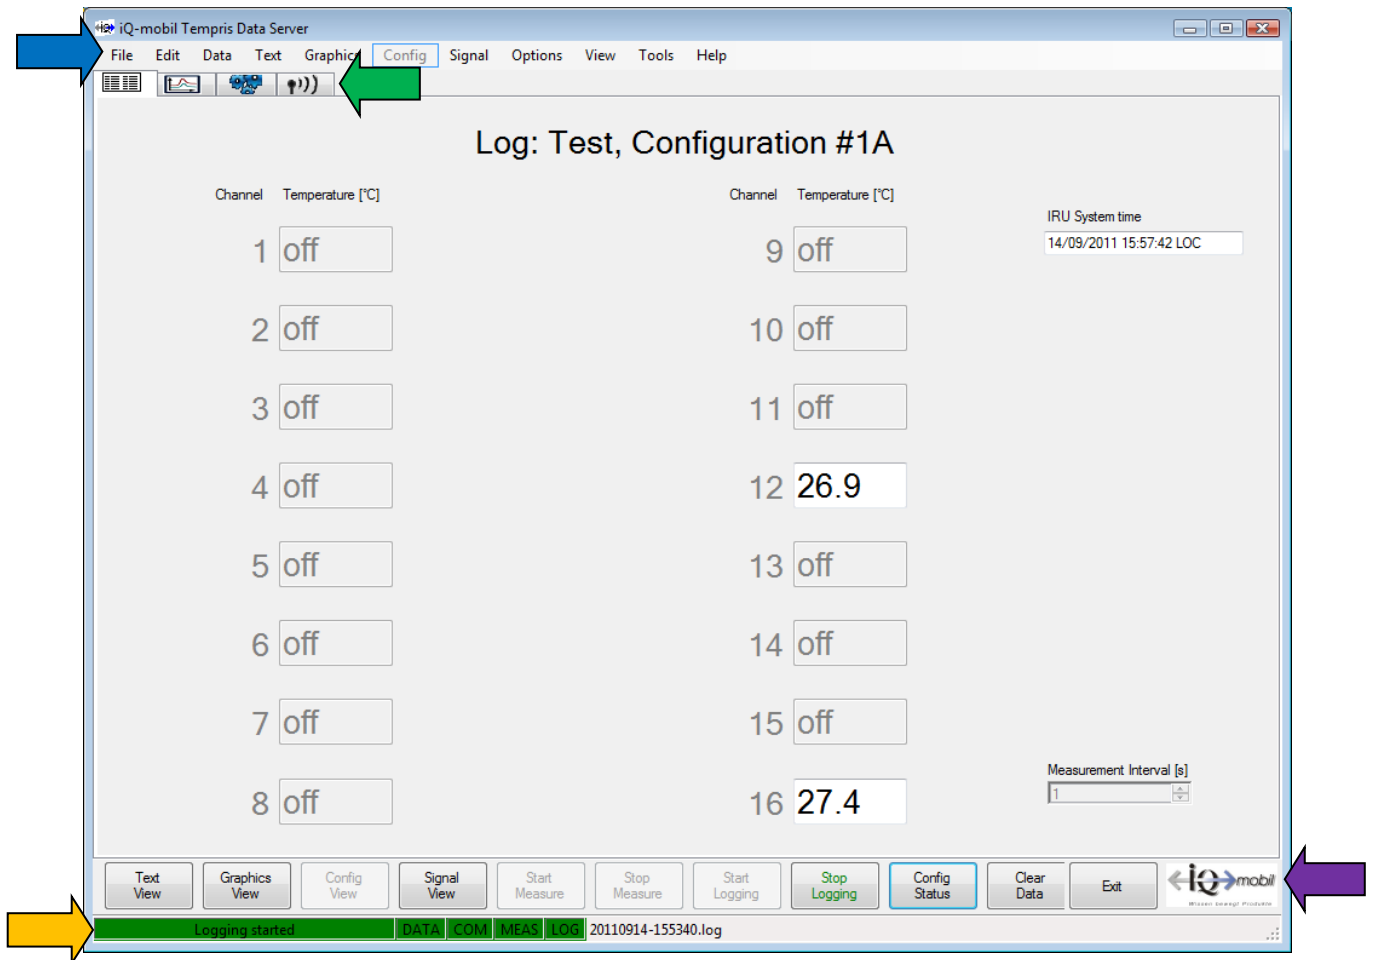 iQ-mobil Tempris Data Server
File Edit Data Text Graphics Config Signal Options View Tools Help
Log: Test, Configuration #1A
Channel Temperature [°C] Channel Temperature [°C]
IRU System time
14/09/2011 15:57:42 LOC
1 off 9 off
2 off 10 off
3 off 11 off
4 off 12 26.9
5 off 13 off
6 off 14 off
7 off 15 off
Measurement Interval [s]
1
8 off 16 27.4
Text View Graphics View Config View Signal View Start Measure Stop Measure Start Logging Stop Logging Config Status Clear Data Exit
iQ mobil
Wissen bewegt Produkte
Logging started DATA COM MEAS LOG 20110914-155340.log